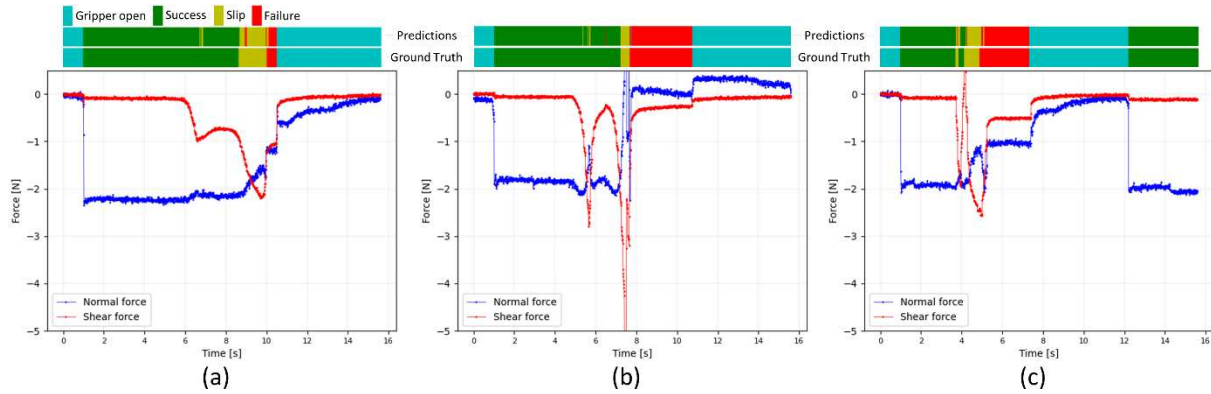 Gripper open Success Slip Failure
Predictions
Ground Truth
Predictions
Ground Truth
0
−1
−2
−3
−4
−5
Force [N]
Normal force
Shear force
0 2 4 6 8 10 12 14 16
Time [s]
(a)
0
−1
−2
−3
−4
−5
Force [N]
Normal force
Shear force
0 2 4 6 8 10 12 14 16
Time [s]
(b)
0
−1
−2
−3
−4
−5
Force [N]
Normal force
Shear force
0 2 4 6 8 10 12 14 16
Time [s]
(c)